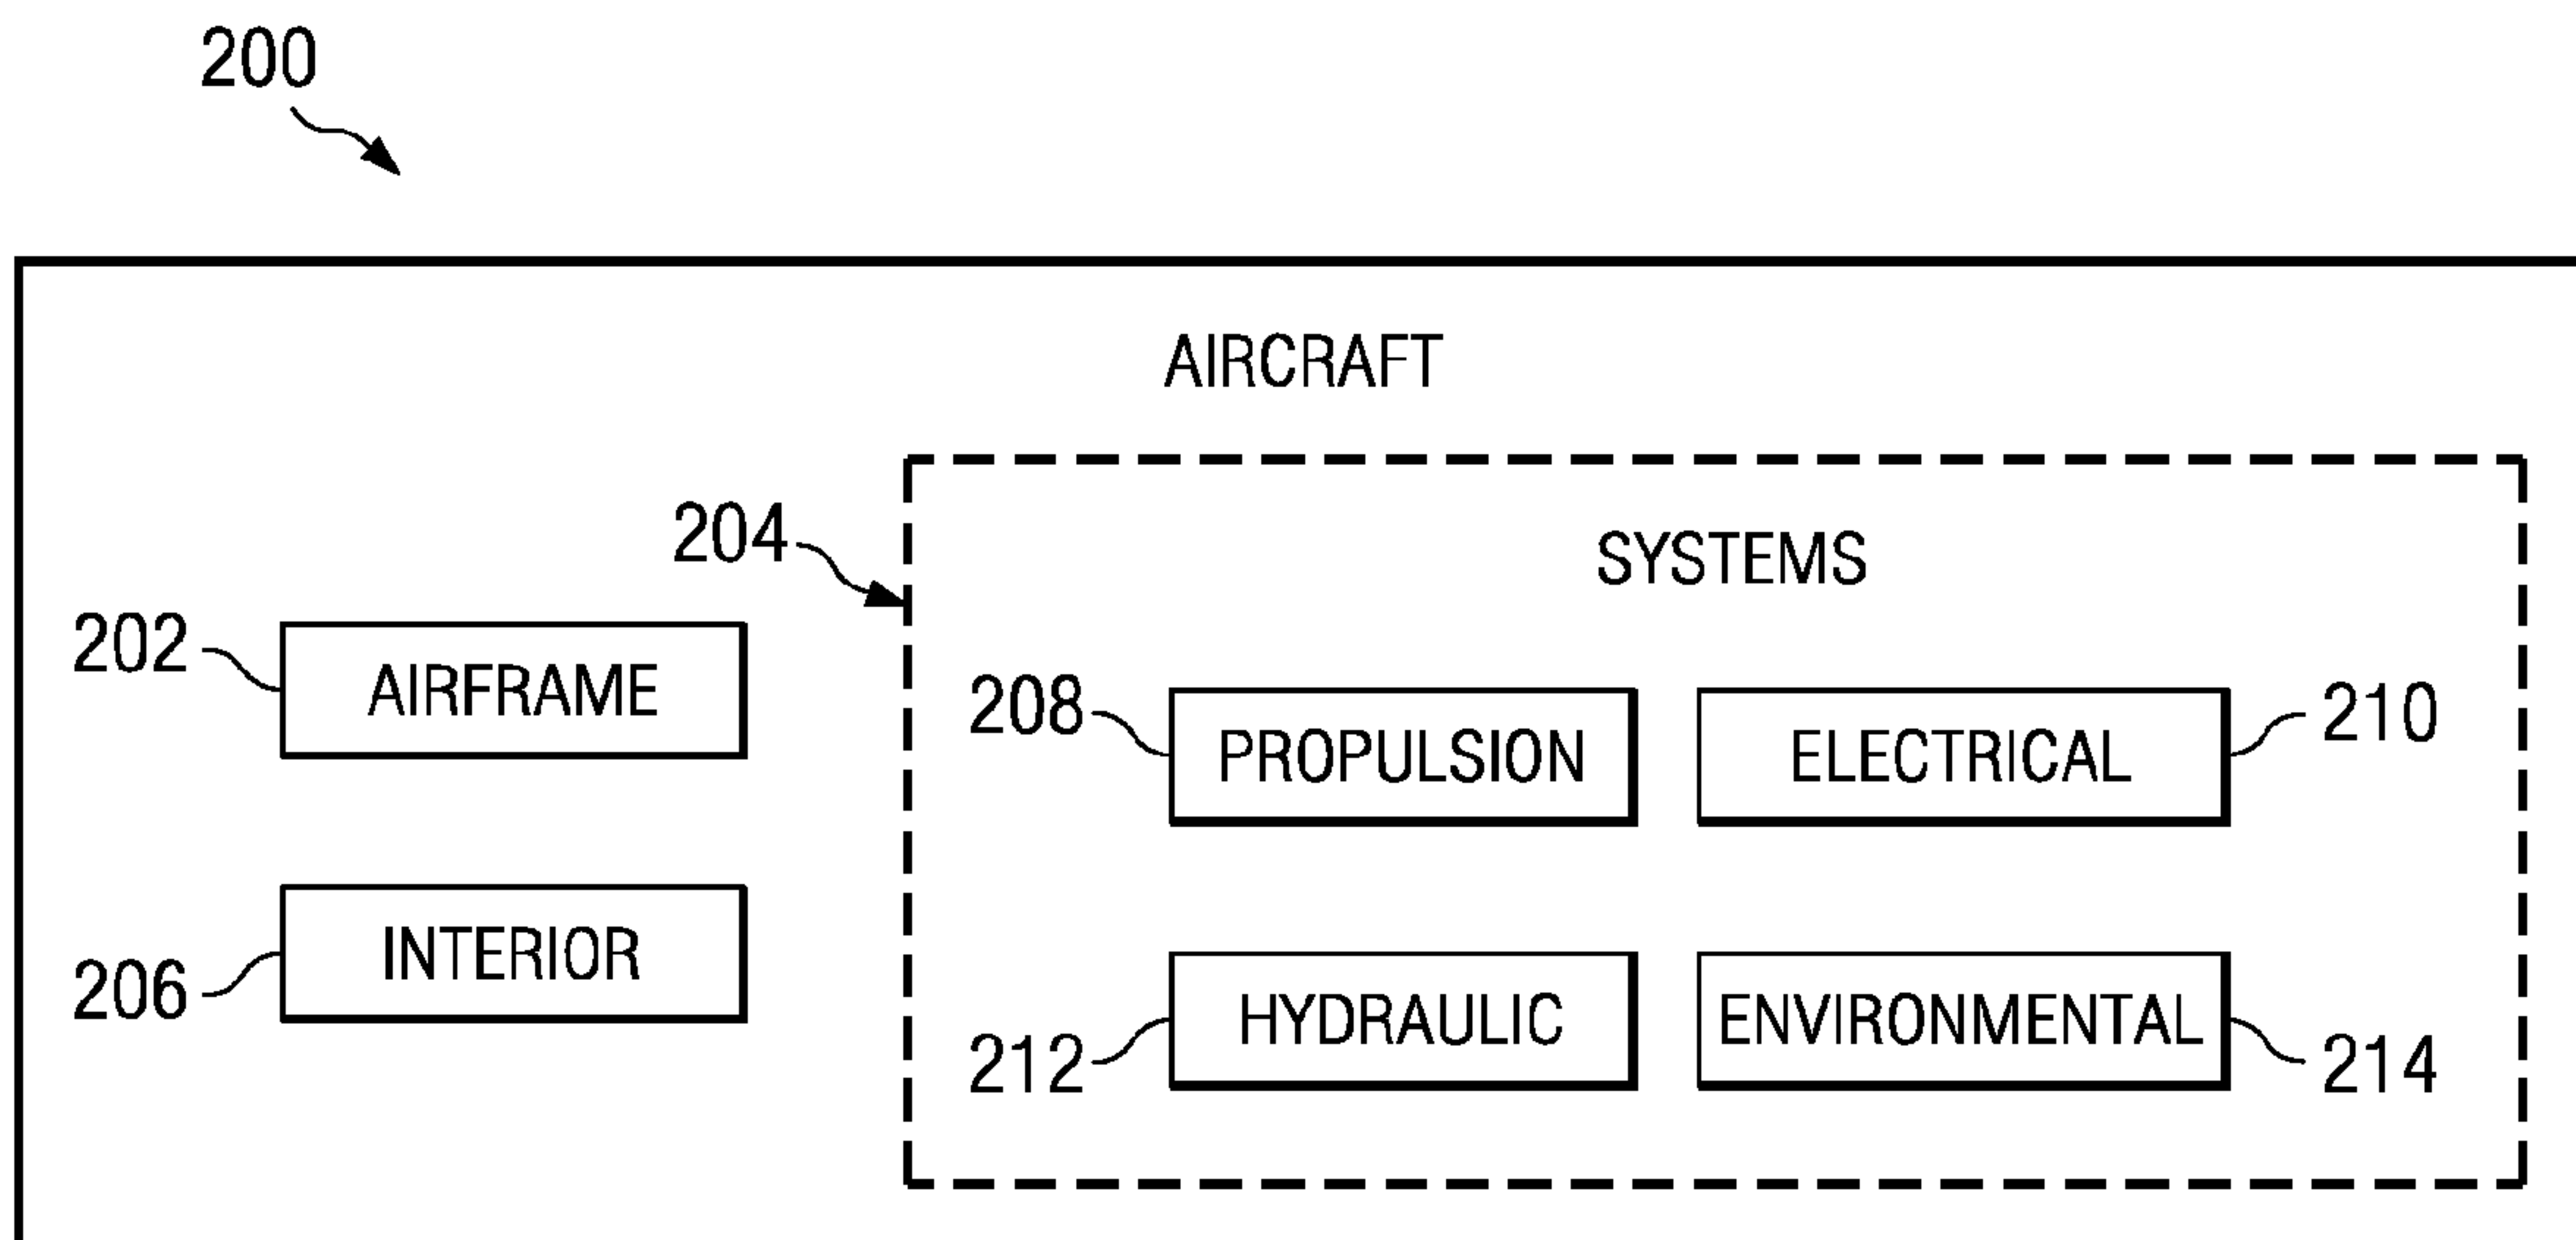 200
AIRCRAFT
204
SYSTEMS
202
AIRFRAME
208
PROPULSION
ELECTRICAL
210
206
INTERIOR
212
HYDRAULIC
ENVIRONMENTAL
214